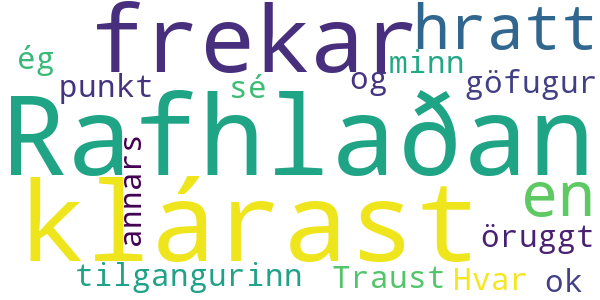 frekar hratt
ég minn
punkt sé og göfugur
Rafhlaðan
annars
klárast en
öruggt
tilgangurinn Traust Hvar ok